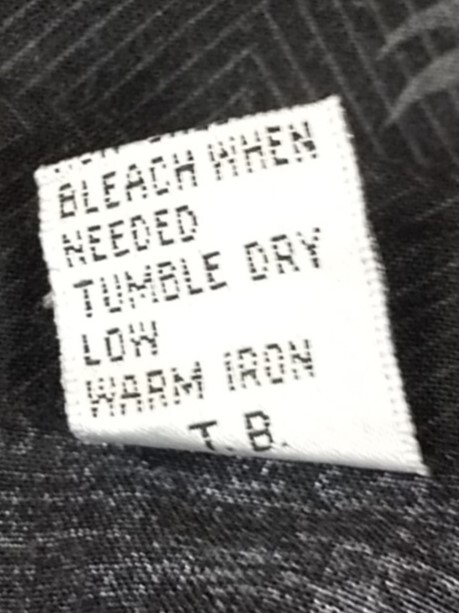 BLEACH WHEN
NEEDED
TUMBLE DRY
LOW
WARM IRON
T.B.